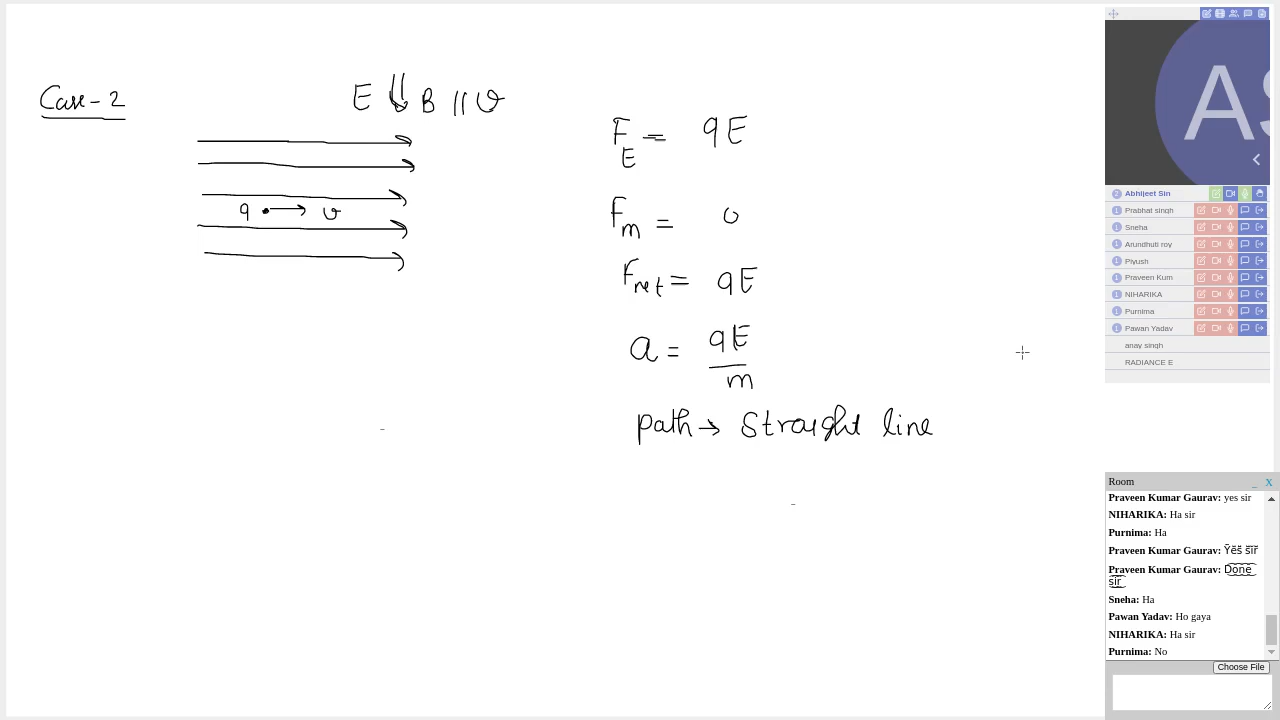 Case-2
E || B || v
q v
F_E = qE
F_m = 0
F_net = qE
a = qE/m
path → Straight line
AS
Abhijeet Sin
Prabhat singh
Sneha
Arundhuti roy
Piyush
Praveen Kum
NIHARIKA
Purnima
Pawan Yadav
anay singh
RADIANCE E
Room _ X
Praveen Kumar Gaurav: yes sir
NIHARIKA: Ha sir
Purnima: Ha
Praveen Kumar Gaurav: Yes sir
Praveen Kumar Gaurav: Done
sir
Sneha: Ha
Pawan Yadav: Ho gaya
NIHARIKA: Ha sir
Purnima: No
Choose File